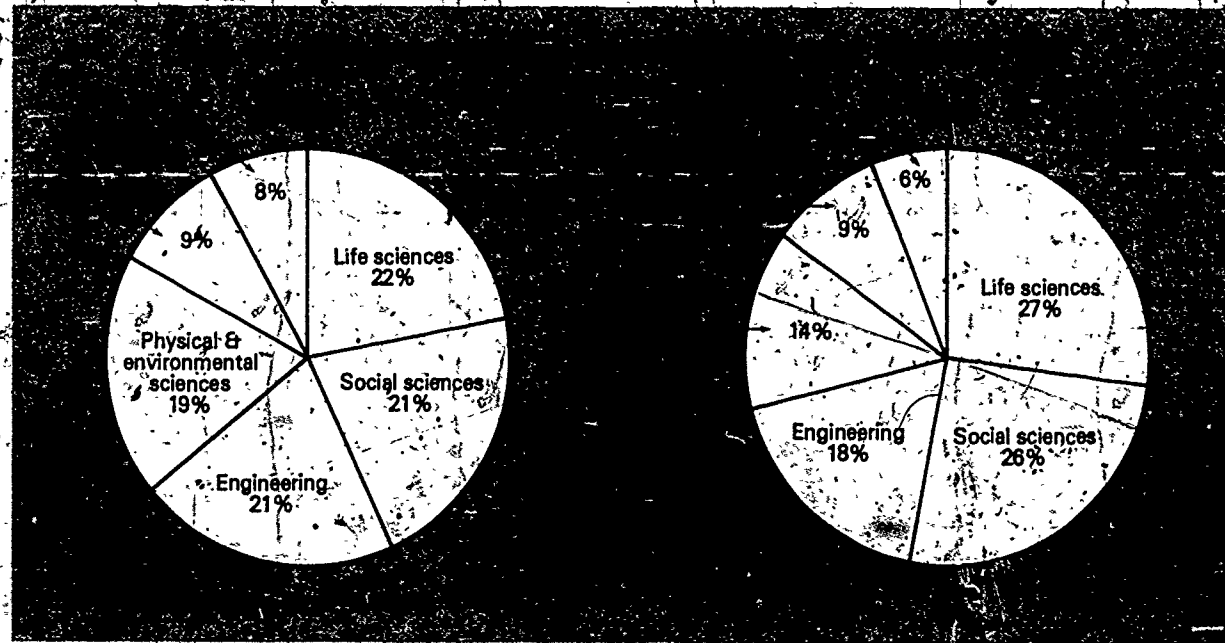 8%
9%
Life sciences
22%
Physical &
environmental
sciences
19%
Social sciences
21%
Engineering
21%
6%
9%
Life sciences
27%
14%
Engineering
18%
Social sciences
26%